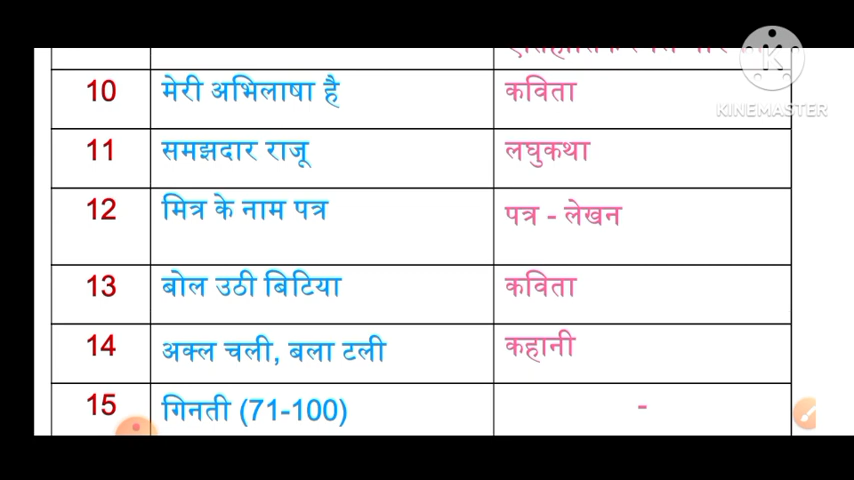 10 मेरी अभिलाषा है कविता
11 समझदार राजू लघुकथा
12 मित्र के नाम पत्र पत्र - लेखन
13 बोल उठी बिटिया कविता
14 अक्ल चली, बला टली कहानी
15 गिनती (71-100) -
K
KINEMASTER